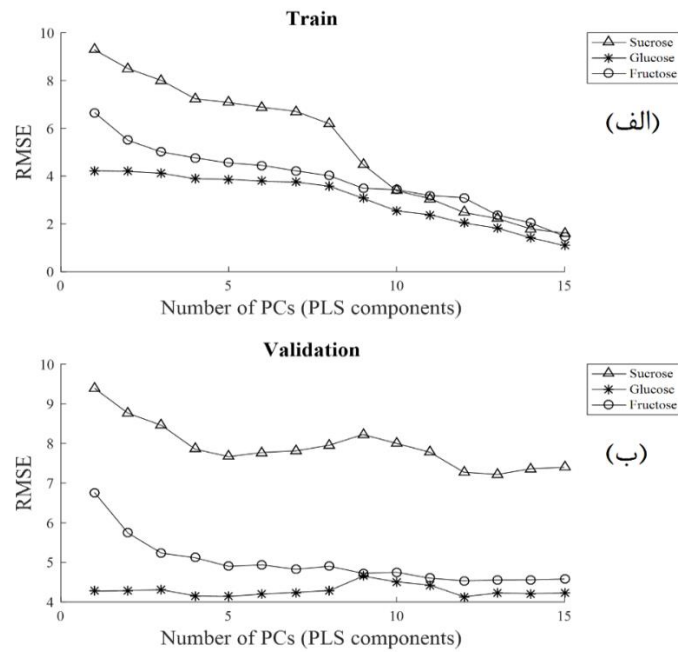 Train
10
8
6
4
2
0
RMSE
0 5 10 15
Number of PCs (PLS components)
Sucrose
Glucose
Fructose
(الف)
Validation
10
9
8
7
6
5
4
RMSE
0 5 10 15
Number of PCs (PLS components)
Sucrose
Glucose
Fructose
(ب)